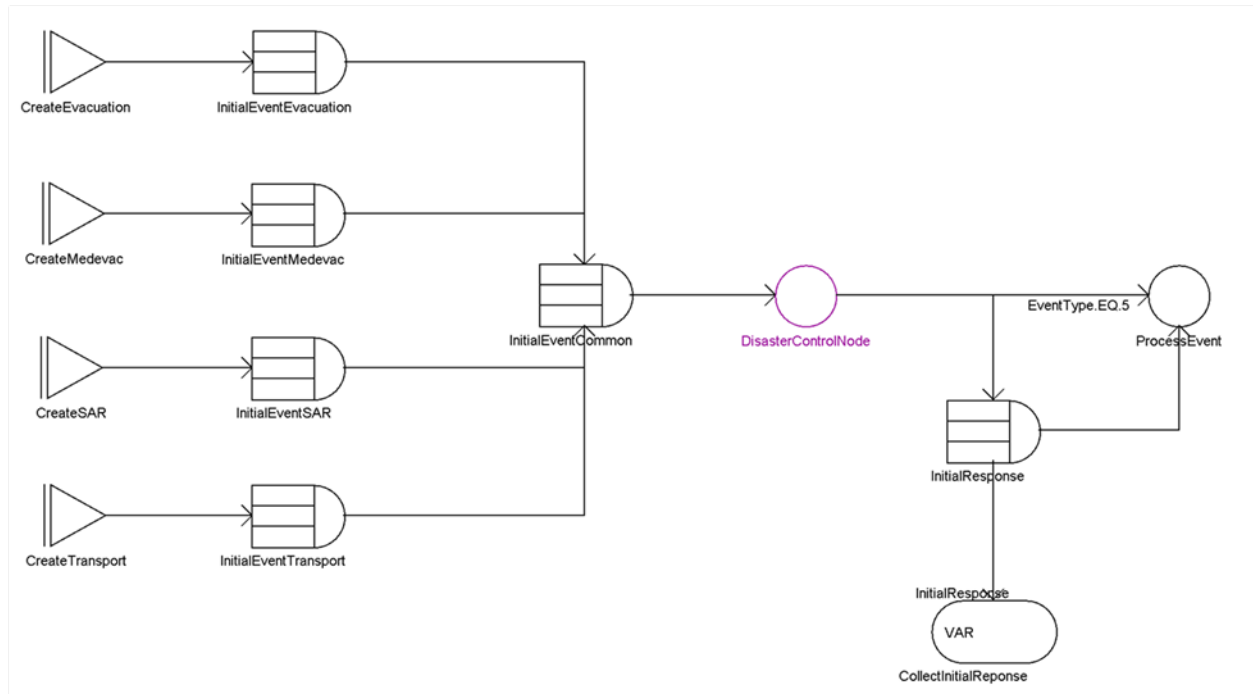 CreateEvacuation
InitialEventEvacuation
CreateMedevac
InitialEventMedevac
InitialEventCommon
DisasterControlNode
EventType.EQ.5
ProcessEvent
CreateSAR
InitialEventSAR
InitialResponse
CreateTransport
InitialEventTransport
InitialResponse
VAR
CollectInitialReponse